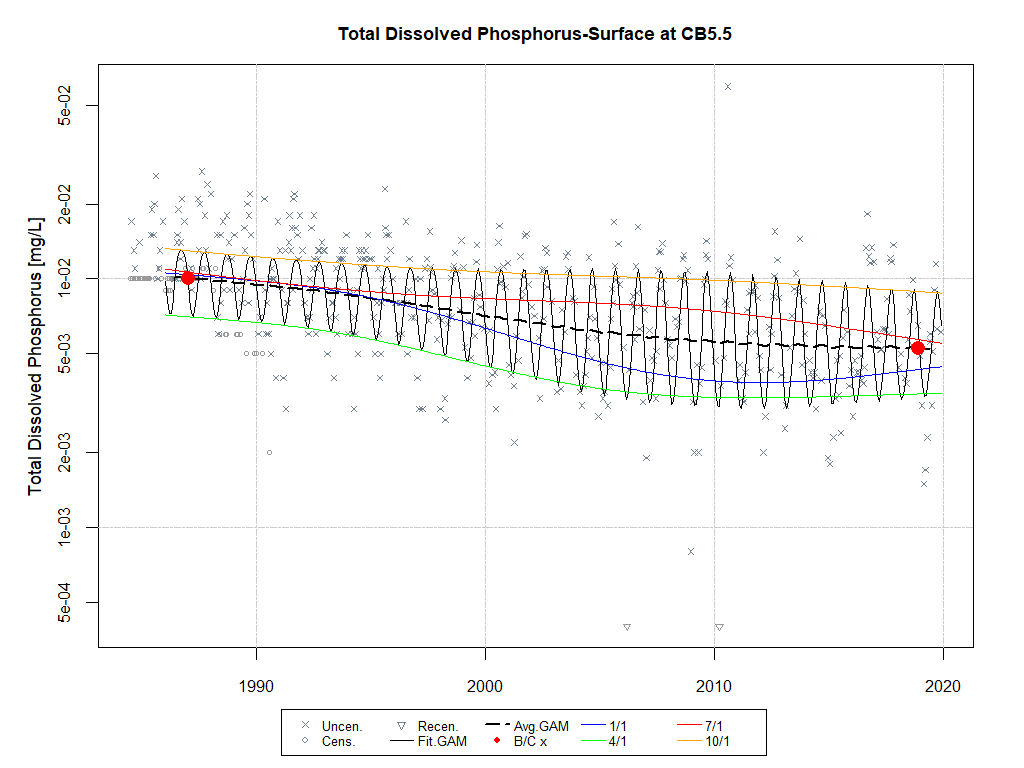 Total Dissolved Phosphorus-Surface at CB5.5
Total Dissolved Phosphorus [mg/L]
5e-02
2e-02
1e-02
5e-03
2e-03
1e-03
5e-04
1990 2000 2010 2020
Uncen. Recen. Avg.GAM 1/1 7/1
Cens. Fit.GAM B/C x 4/1 10/1